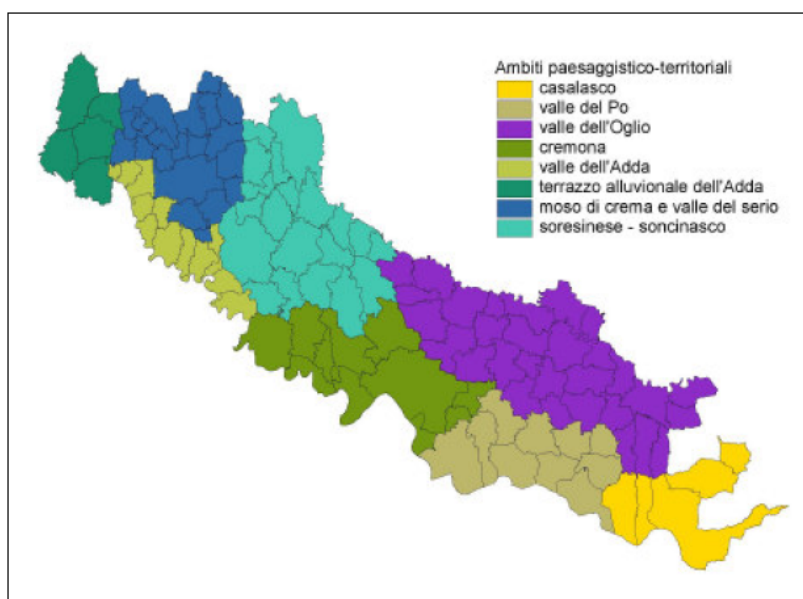 Ambiti paesaggistico-territoriali
casalasco
valle del Po
valle dell'Oglio
cremona
valle dell'Adda
terrazzo alluvionale dell'Adda
moso di crema e valle del serio
soresinese - soncinasco